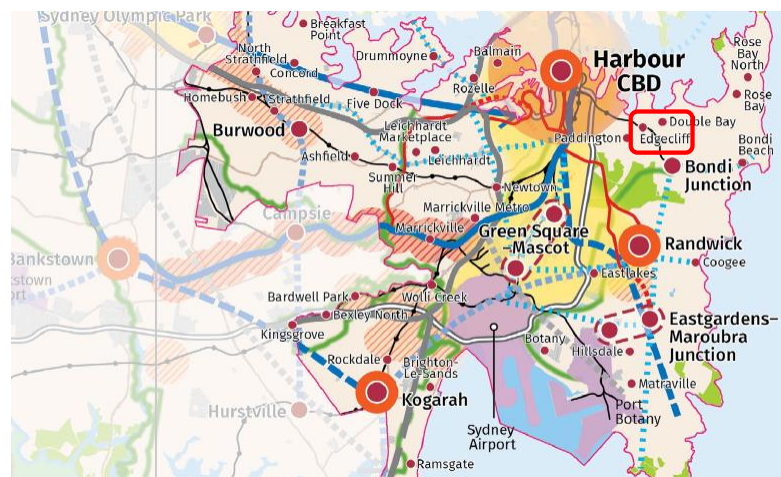 Sydney Olympic Park
Breakfast
Point
North
Strathfield
Concord
Drummoyne
Balmain
Harbour
CBD
Rose
Bay
North
Rose
Bay
Homebush
Strathfield
Five Dock
Rozelle
Burwood
Leichhardt
Marketplace
Leichhardt
Paddington
Double Bay
Edgecliff
Bondi
Beach
Bondi
Junction
Ashfield
Summer
Hill
Newtown
Marrickville Metro
Campsie
Marrickville
Green Square
–Mascot
Randwick
Coogee
Bankstown
Eastlakes
Bardwell Park
Wolli Creek
Bexley North
Kingsgrove
Eastgardens–
Maroubra
Junction
Rockdale
Brighton-
Le-Sands
Botany
Hillsdale
Matraville
Kogarah
Hurstville
Port
Botany
Sydney
Airport
Ramsgate